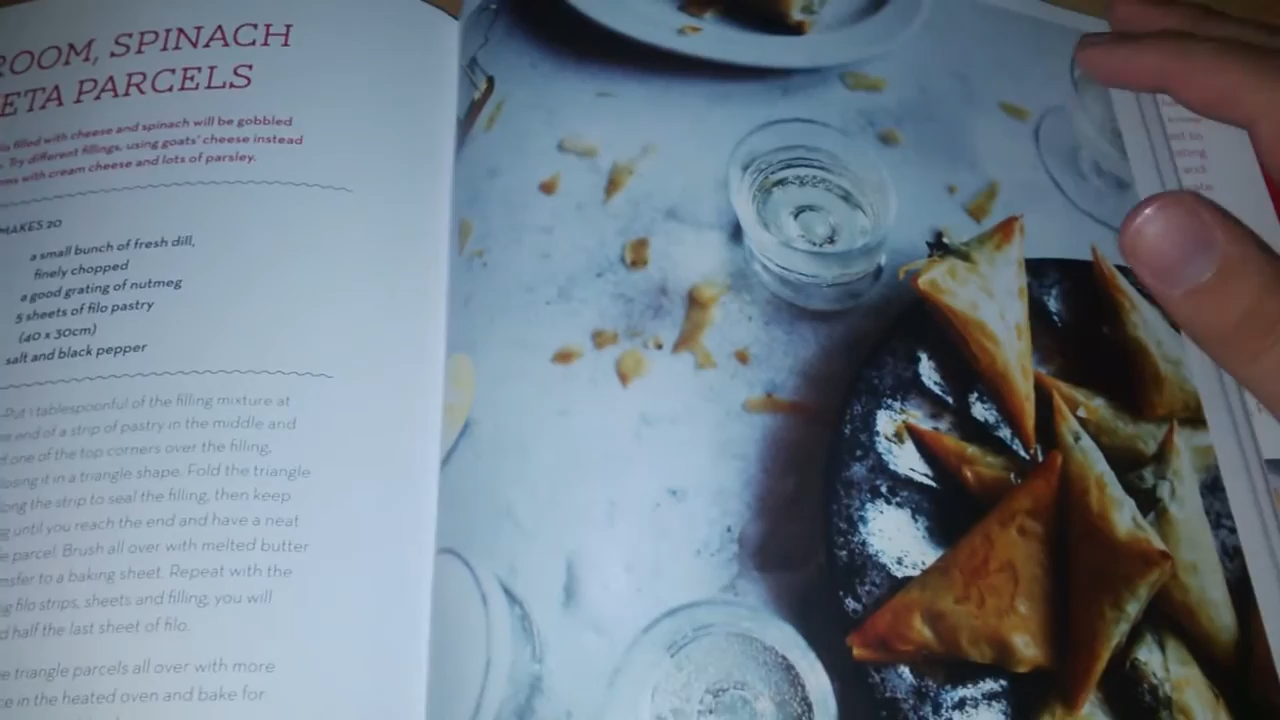 ROOM, SPINACH
ETA PARCELS
filled with cheese and spinach will be gobbled
Try different fillings, using goats' cheese instead
ms with cream cheese and lots of parsley.
MAKES 20
a small bunch of fresh dill,
finely chopped
a good grating of nutmeg
5 sheets of filo pastry
(40 x 30cm)
salt and black pepper
Put 1 tablespoonful of the filling mixture at
end of a strip of pastry in the middle and
one of the top corners over the filling,
losing it in a triangle shape. Fold the triangle
long the strip to seal the filling, then keep
until you reach the end and have a neat
parcel. Brush all over with melted butter
nsfer to a baking sheet. Repeat with the
filo strips, sheets and filling, you will
half the last sheet of filo.
e triangle parcels all over with more
ce in the heated oven and bake for